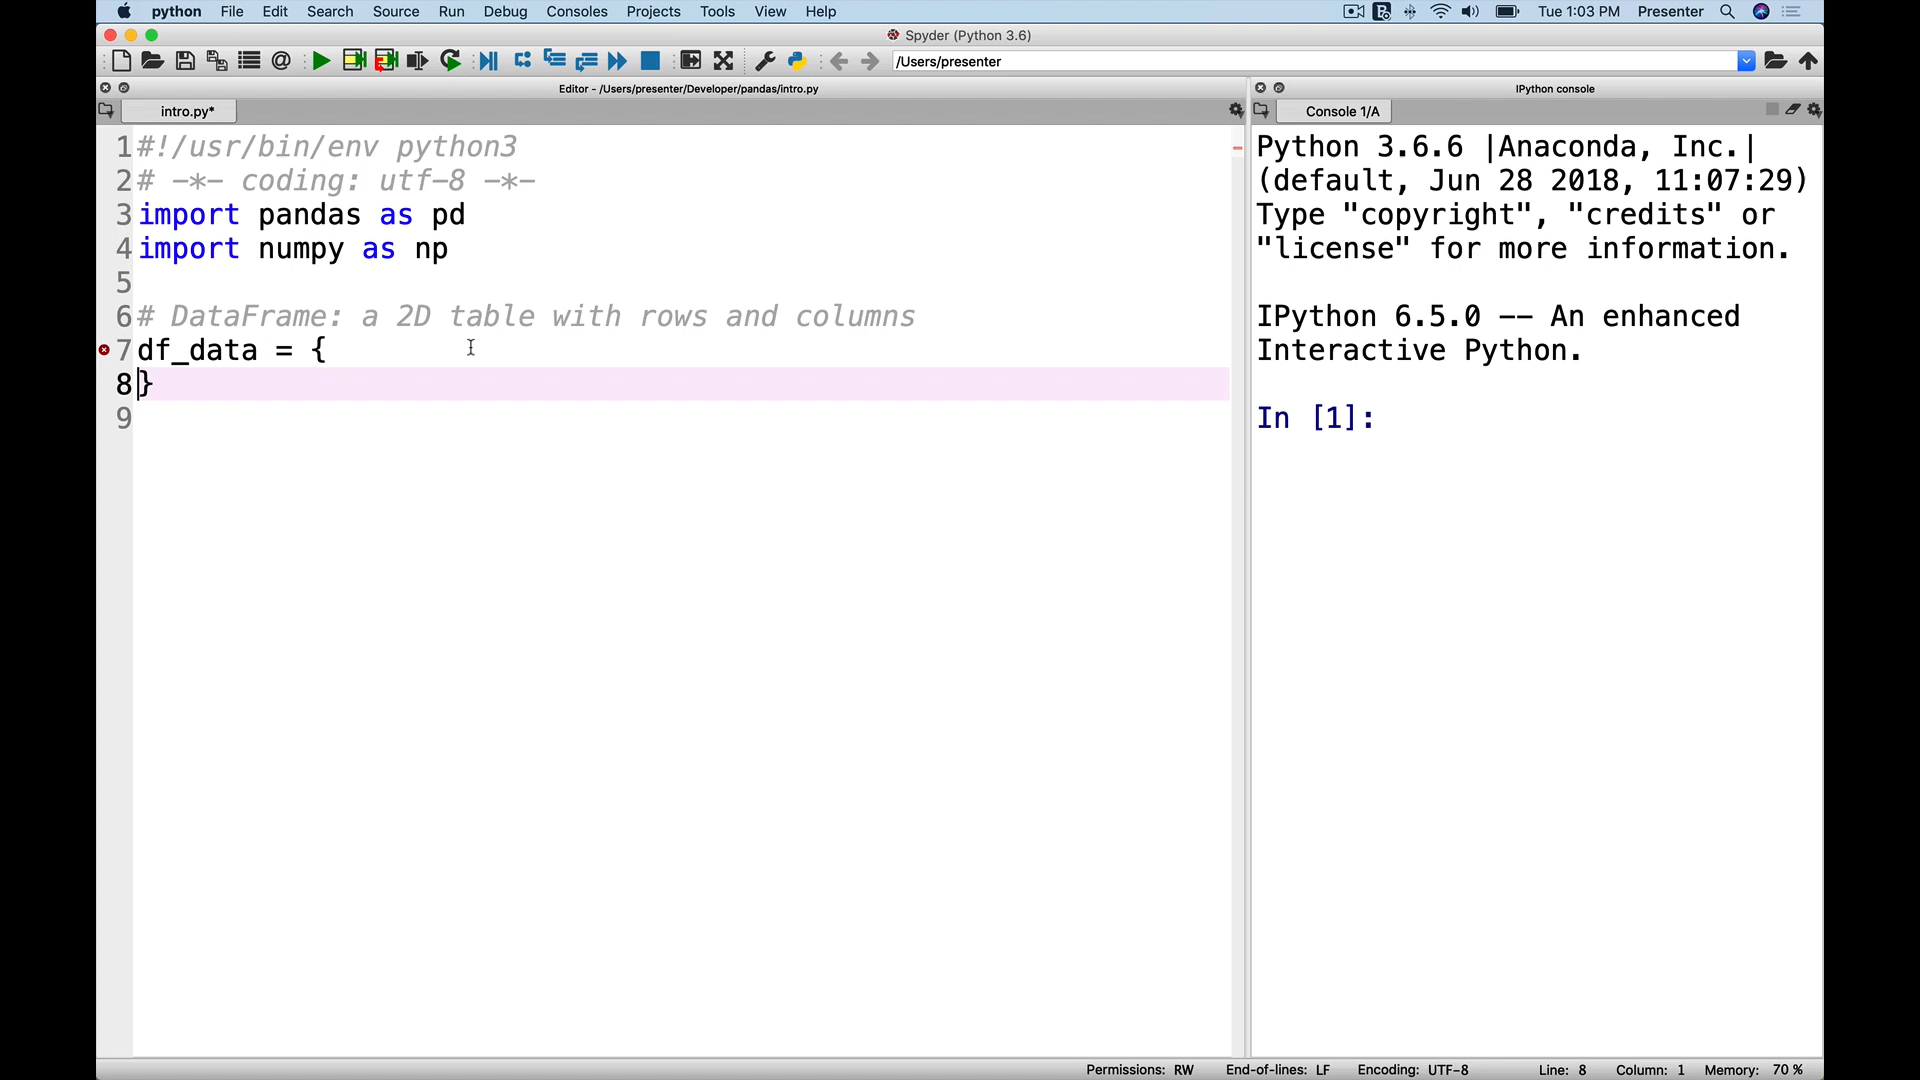 python File Edit Search Source Run Debug Consoles Projects Tools View Help Tue 1:03 PM Presenter
Spyder (Python 3.6)
/Users/presenter
Editor - /Users/presenter/Developer/pandas/intro.py
IPython console
intro.py*
Console 1/A
1 #!/usr/bin/env python3
2 # -*- coding: utf-8 -*-
3 import pandas as pd
4 import numpy as np
5
6 # DataFrame: a 2D table with rows and columns
7 df_data = {
8 }
9
Python 3.6.6 |Anaconda, Inc.|
(default, Jun 28 2018, 11:07:29)
Type "copyright", "credits" or
"license" for more information.
IPython 6.5.0 -- An enhanced
Interactive Python.
In [1]:
Permissions: RW End-of-lines: LF Encoding: UTF-8 Line: 8 Column: 1 Memory: 70 %